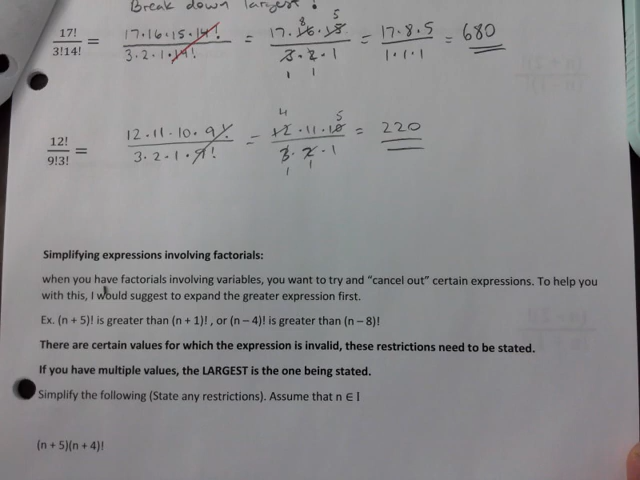 Break down largest!
17!/3!14! = 17·16·15·14!/3·2·1·14! = 17·16·15/3·2·1 = 17·8·5/1·1·1 = 680
12!/9!3! = 12·11·10·9!/3·2·1·9! = 12·11·10/3·2·1 = 220
Simplifying expressions involving factorials:
when you have factorials involving variables, you want to try and “cancel out” certain expressions. To help you
with this, I would suggest to expand the greater expression first.
Ex. (n + 5)! is greater than (n + 1)! , or (n – 4)! is greater than (n – 8)!
There are certain values for which the expression is invalid, these restrictions need to be stated.
If you have multiple values, the LARGEST is the one being stated.
Simplify the following (State any restrictions). Assume that n ∈ I
(n + 5)(n + 4)!